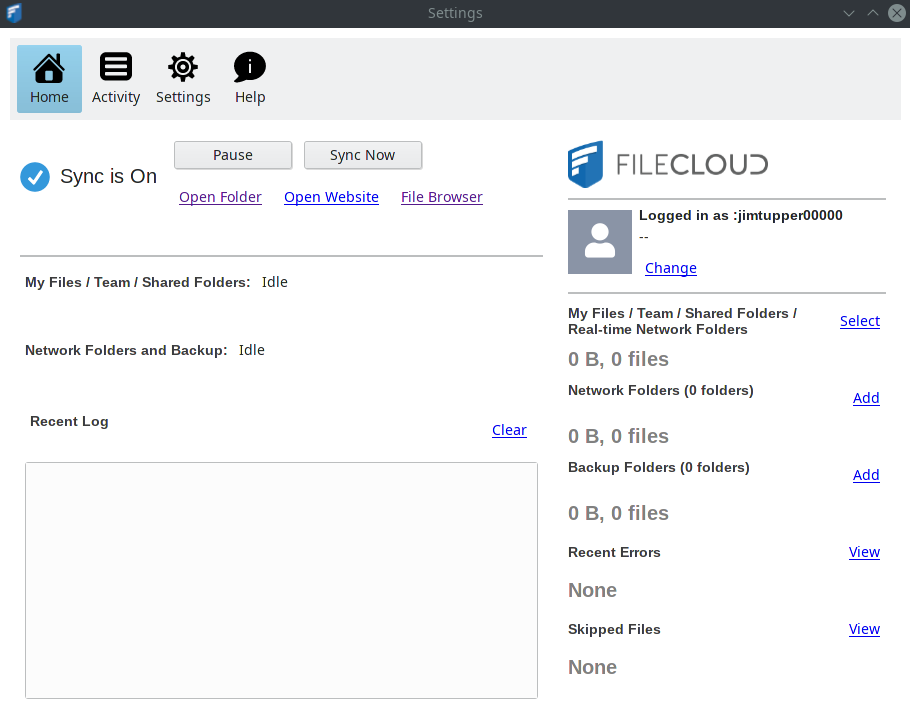 Settings
Home
Activity
Settings
Help
Sync is On
Pause
Sync Now
Open Folder
Open Website
File Browser
My Files / Team / Shared Folders: Idle
Network Folders and Backup: Idle
Recent Log
Clear
FILECLOUD
Logged in as :jimtupper00000
--
Change
My Files / Team / Shared Folders /
Real-time Network Folders
Select
0 B, 0 files
Network Folders (0 folders)
Add
0 B, 0 files
Backup Folders (0 folders)
Add
0 B, 0 files
Recent Errors
View
None
Skipped Files
View
None